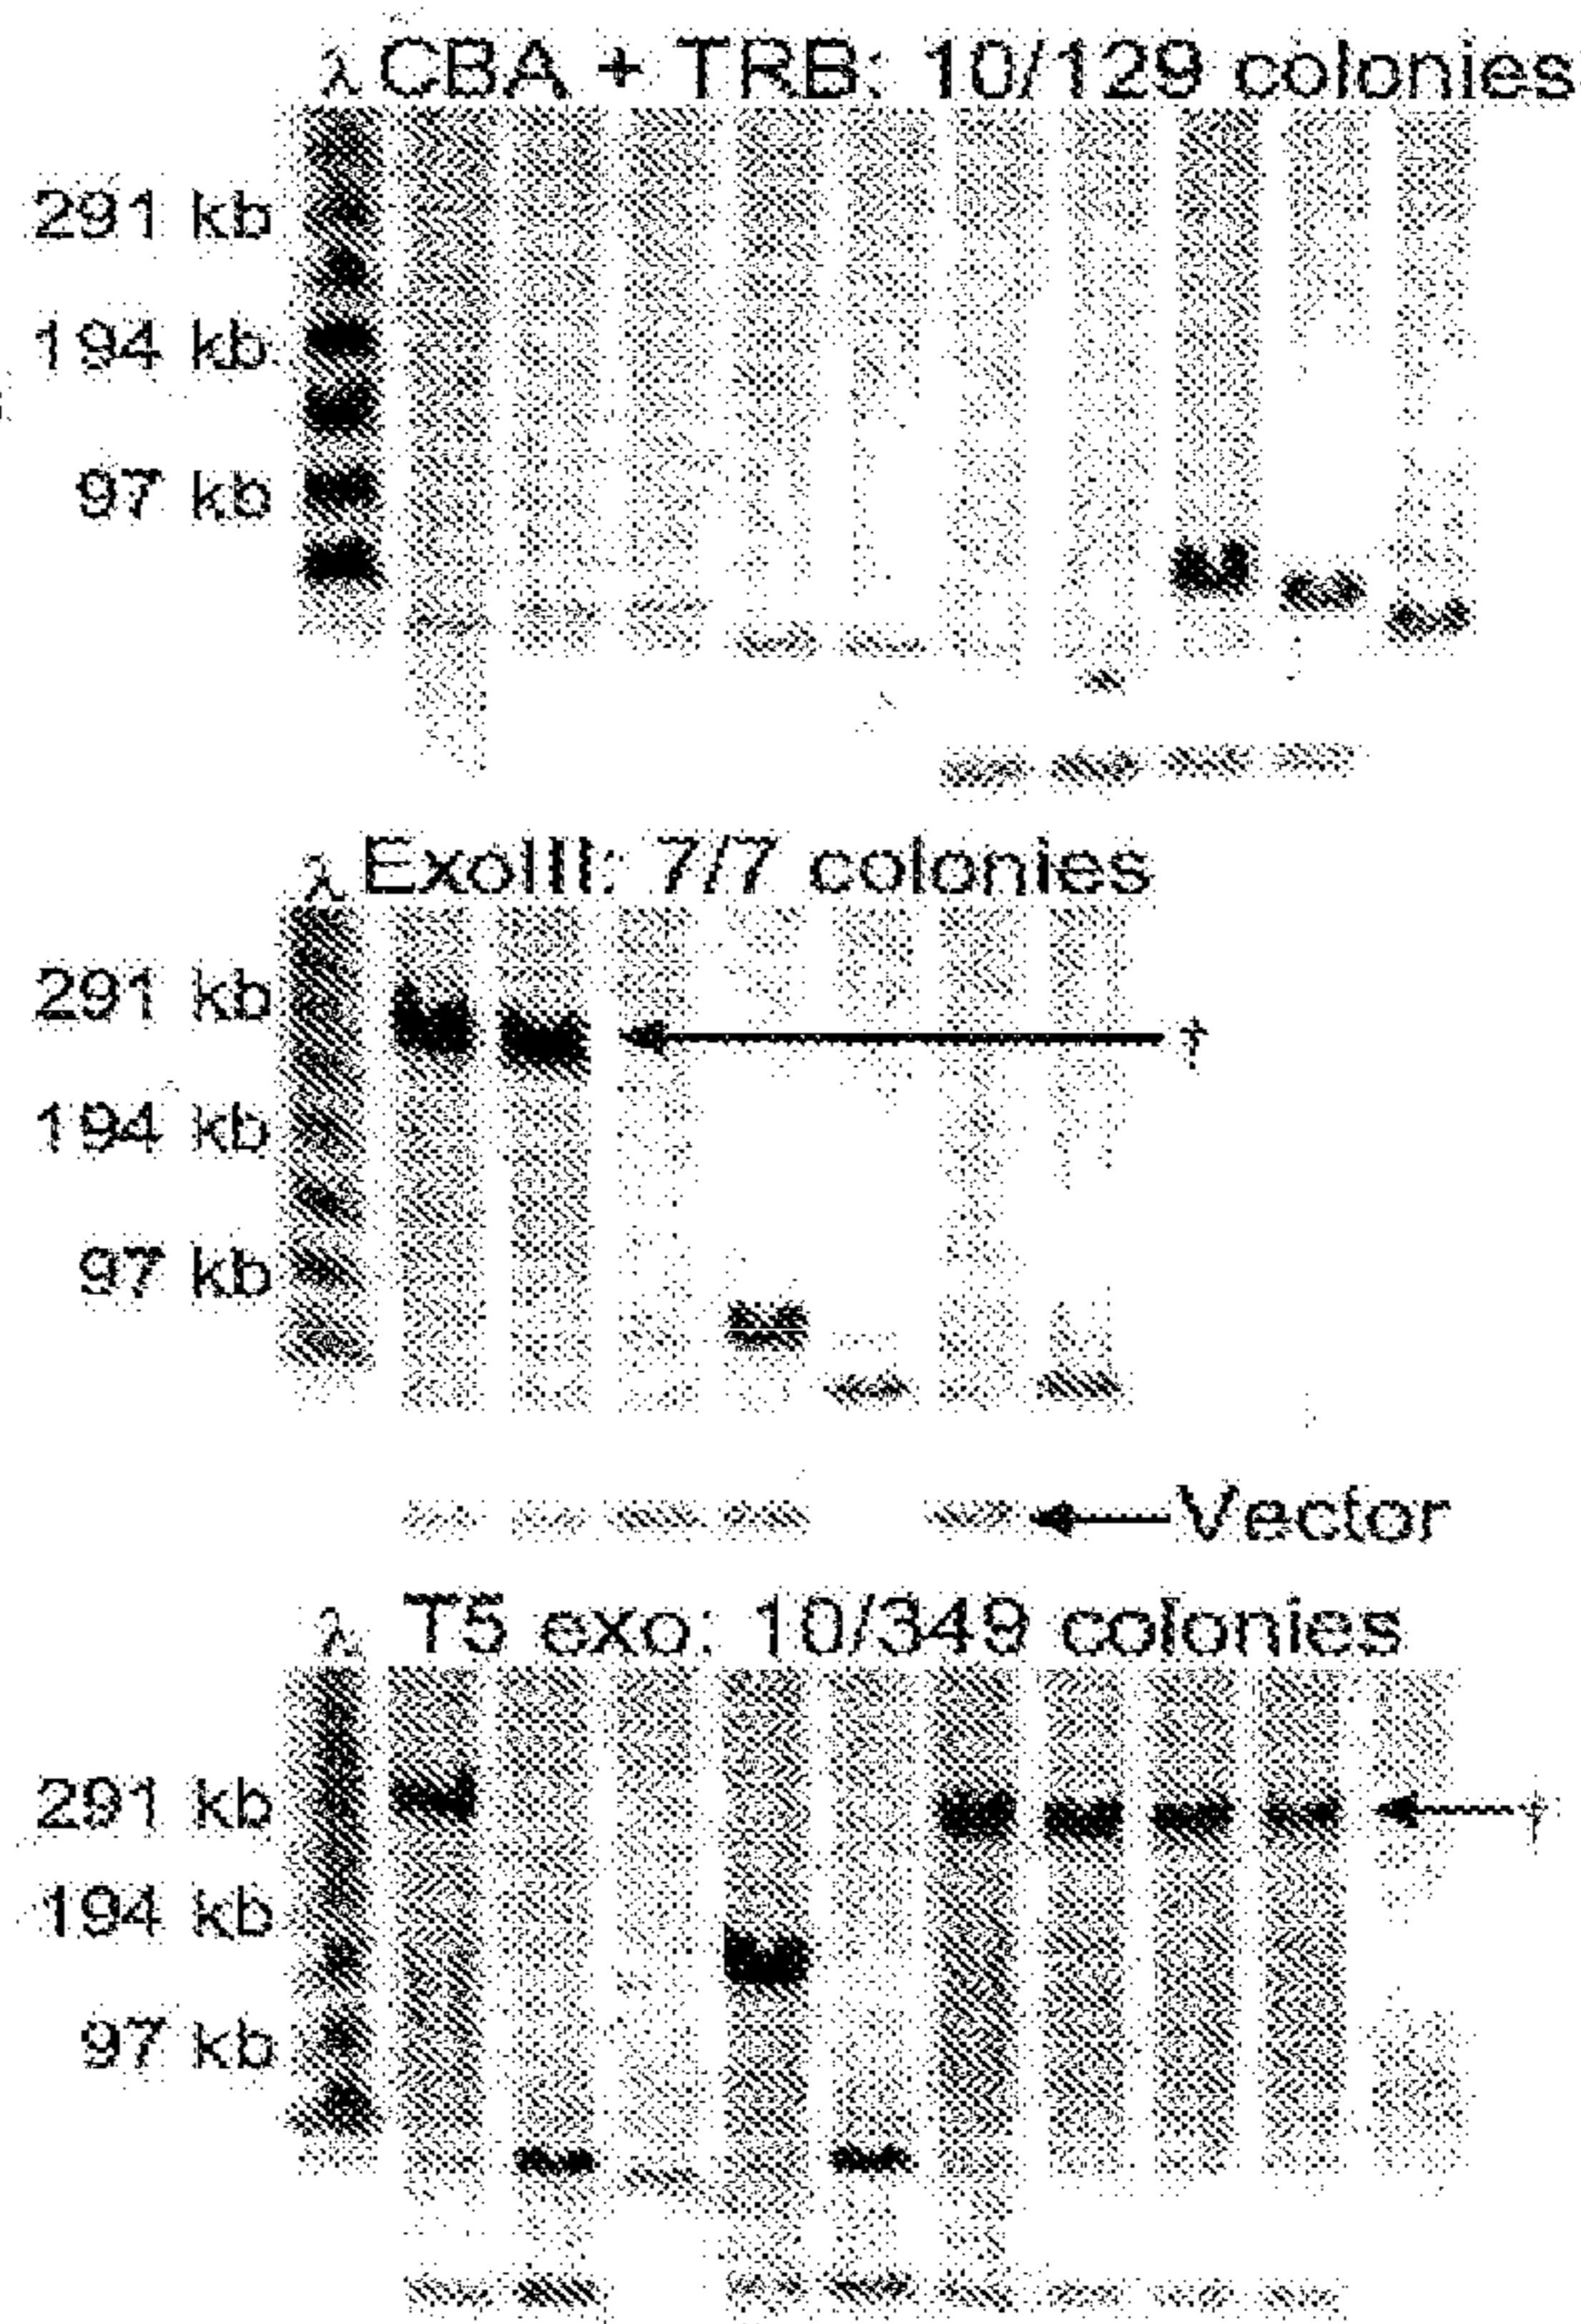 λ CBA + TRB: 10/129 colonies
291 kb
194 kb
97 kb
λ ExoIII: 7/7 colonies
291 kb
†
194 kb
97 kb
Vector
λ T5 exo: 10/349 colonies
291 kb
†
194 kb
97 kb